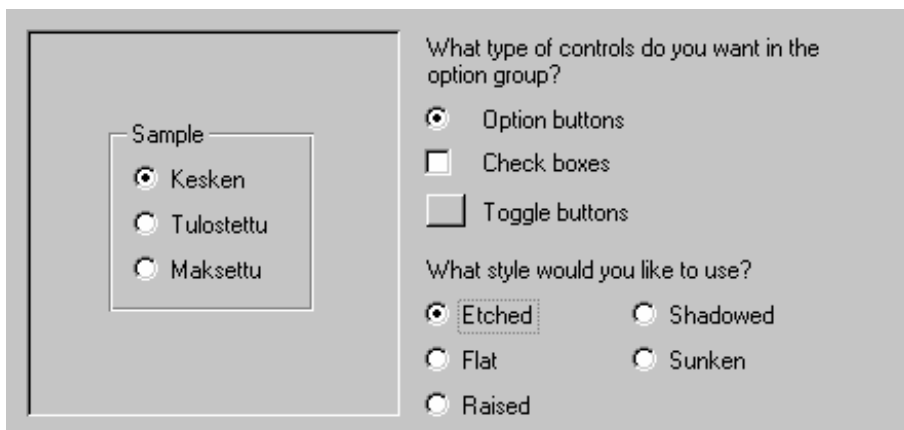 Sample
Kesken
Tulostettu
Maksettu
What type of controls do you want in the
option group?
Option buttons
Check boxes
Toggle buttons
What style would you like to use?
Etched
Shadowed
Flat
Sunken
Raised